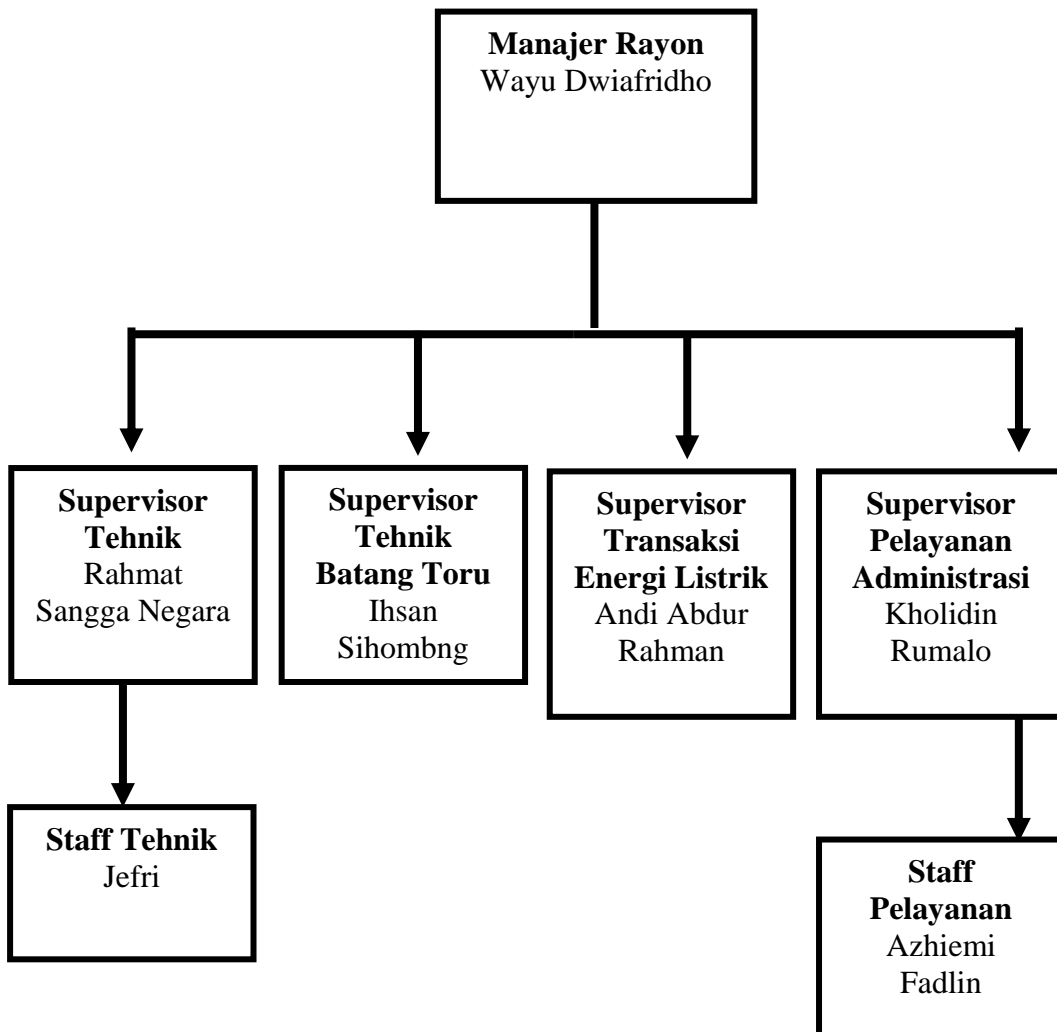 Manajer Rayon
Wayu Dwiafridho
Supervisor
Tehnik
Rahmat
Sangga Negara
Supervisor
Tehnik
Batang Toru
Ihsan
Sihombng
Supervisor
Transaksi
Energi Listrik
Andi Abdur
Rahman
Supervisor
Pelayanan
Administrasi
Kholidin
Rumalo
Staff Tehnik
Jefri
Staff
Pelayanan
Azhiemi
Fadlin